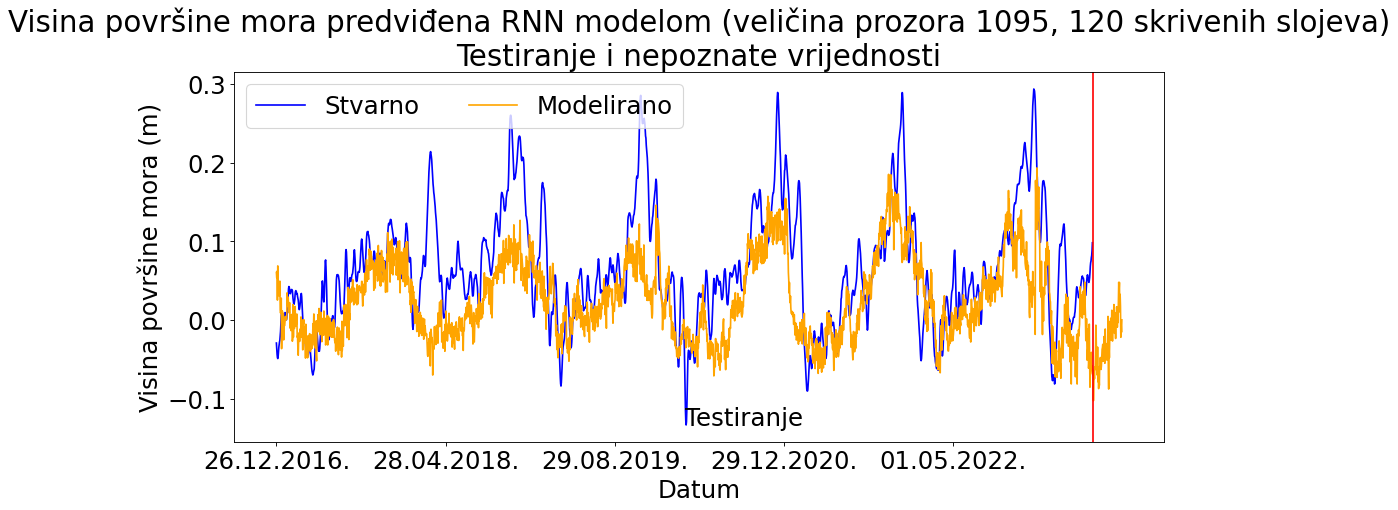 Visina površine mora predviđena RNN modelom (veličina prozora 1095, 120 skrivenih slojeva)
Testiranje i nepoznate vrijednosti
Stvarno Modelirano
Visina površine mora (m)
0.3
0.2
0.1
0.0
−0.1
Testiranje
26.12.2016. 28.04.2018. 29.08.2019. 29.12.2020. 01.05.2022.
Datum